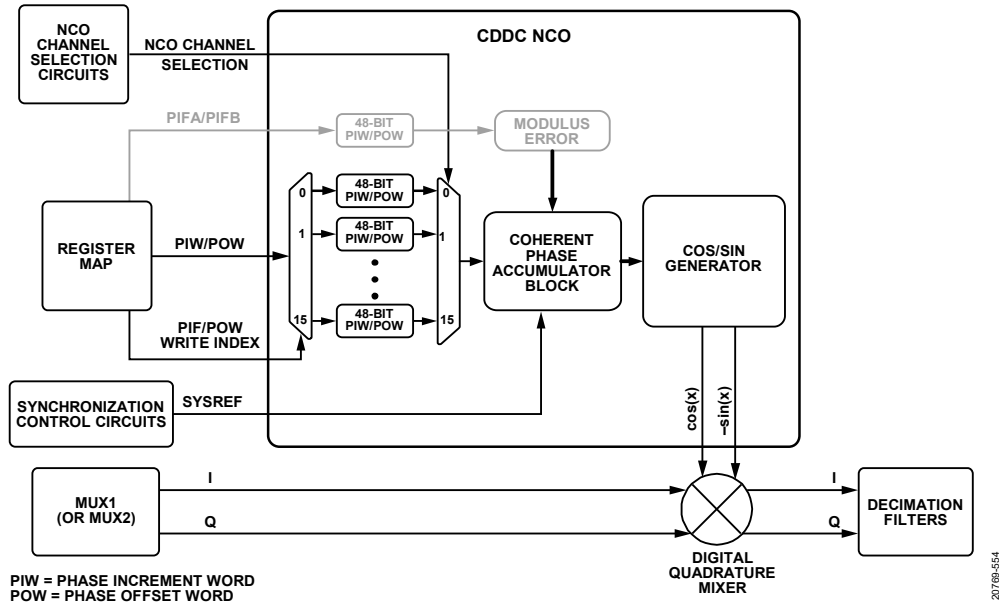 NCO
CHANNEL
SELECTION
CIRCUITS
NCO CHANNEL
SELECTION
CDDC NCO
PIFA/PIFB
48-BIT
PIW/POW
MODULUS
ERROR
0
48-BIT
PIW/POW
0
1
48-BIT
PIW/POW
1
15
48-BIT
PIW/POW
15
REGISTER
MAP
PIW/POW
PIF/POW
WRITE INDEX
COHERENT
PHASE
ACCUMULATOR
BLOCK
COS/SIN
GENERATOR
SYNCHRONIZATION
CONTROL CIRCUITS
SYSREF
cos(x)
–sin(x)
MUX1
(OR MUX2)
I
Q
I
Q
DIGITAL
QUADRATURE
MIXER
DECIMATION
FILTERS
PIW = PHASE INCREMENT WORD
POW = PHASE OFFSET WORD
20769-554